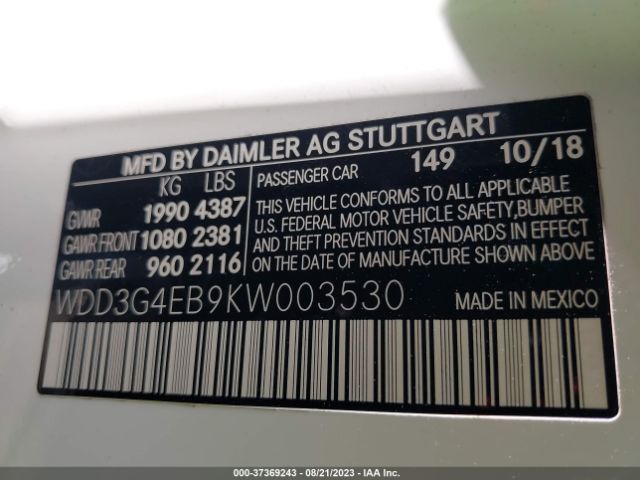 MFD BY DAIMLER AG STUTTGART
KG LBS
GVWR 1990 4387
GAWR FRONT 1080 2381
GAWR REAR 960 2116
PASSENGER CAR 149 10/18
THIS VEHICLE CONFORMS TO ALL APPLICABLE
U.S. FEDERAL MOTOR VEHICLE SAFETY, BUMPER
AND THEFT PREVENTION STANDARDS IN EFFECT
ON THE DATE OF MANUFACTURE SHOWN ABOVE
WDD3G4EB9KW003530
MADE IN MEXICO
000-37369243 - 08/21/2023 - IAA Inc.